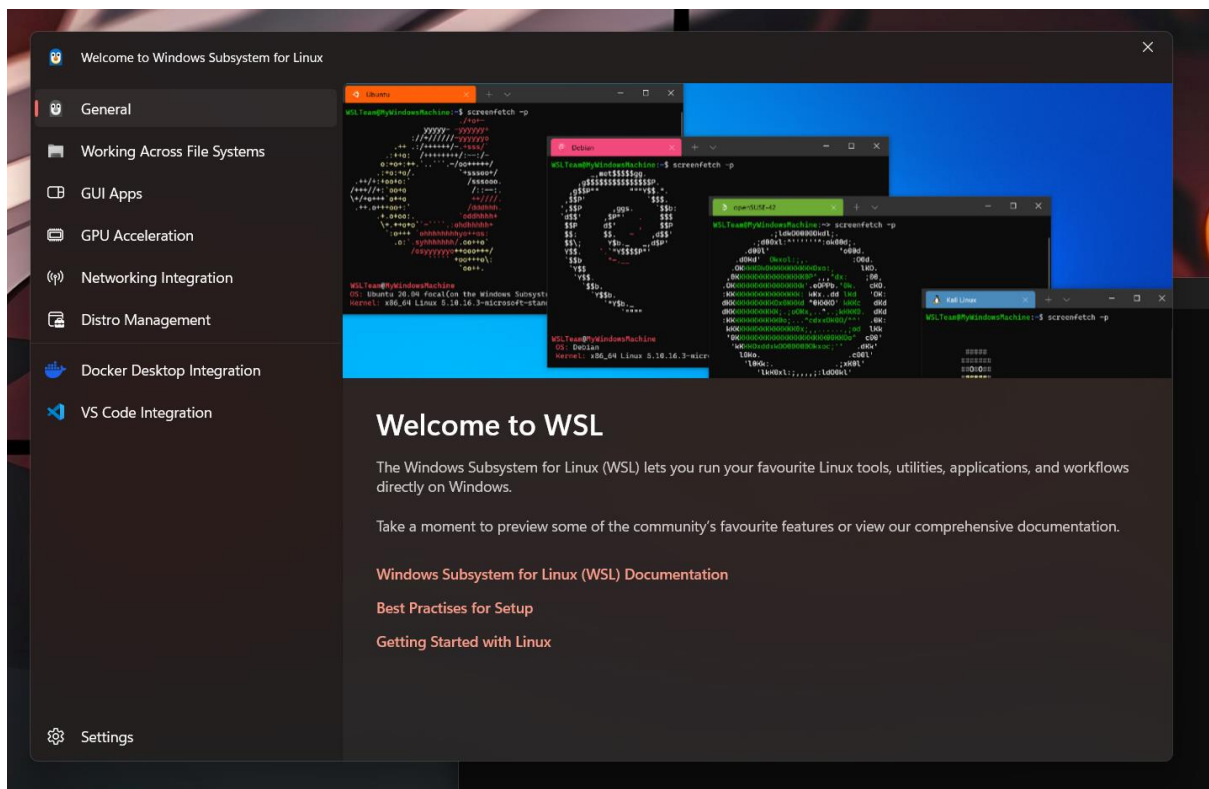 Welcome to Windows Subsystem for Linux
General
Working Across File Systems
GUI Apps
GPU Acceleration
Networking Integration
Distro Management
Docker Desktop Integration
VS Code Integration
Settings
Ubuntu
WSLTeam@MyWindowsMachine:~$ screenfetch -p
WSLTeam@MyWindowsMachine
OS: Ubuntu 20.04 focal(on the Windows Subsyst
Kernel: x86_64 Linux 5.10.16.3-microsoft-stan
Debian
WSLTeam@MyWindowsMachine:~$ screenfetch -p
WSLTeam@MyWindowsMachine
OS: Debian
Kernel: x86_64 Linux 5.10.16.3-micr
openSUSE-42
WSLTeam@MyWindowsMachine:~> screenfetch -p
Kali Linux
WSLTeam@MyWindowsMachine:~$ screenfetch -p
Welcome to WSL
The Windows Subsystem for Linux (WSL) lets you run your favourite Linux tools, utilities, applications, and workflows
directly on Windows.
Take a moment to preview some of the community's favourite features or view our comprehensive documentation.
Windows Subsystem for Linux (WSL) Documentation
Best Practises for Setup
Getting Started with Linux